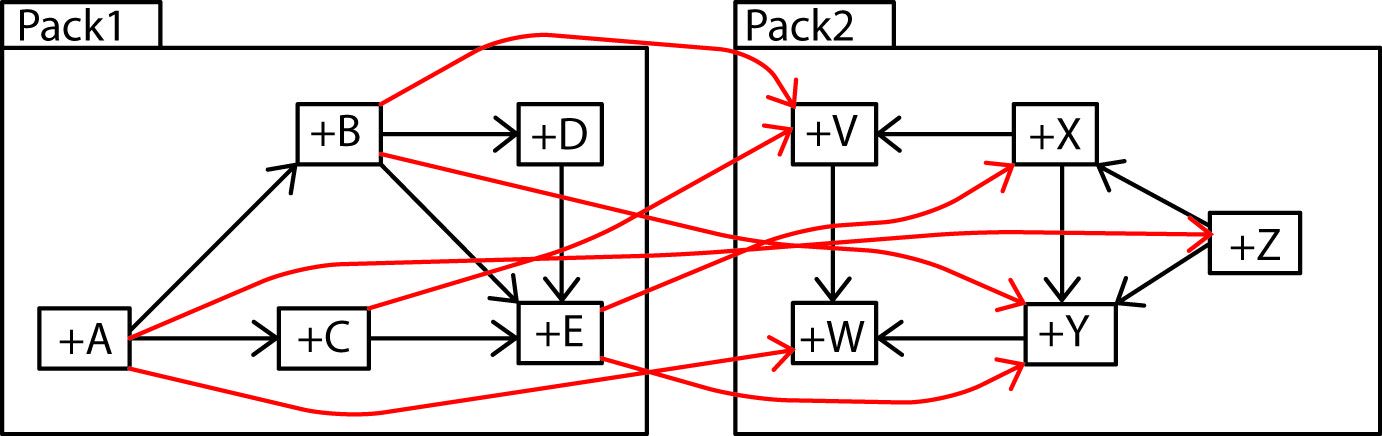 Pack1
Pack2
+B
+D
+V
+X
+Z
+A
+C
+E
+W
+Y